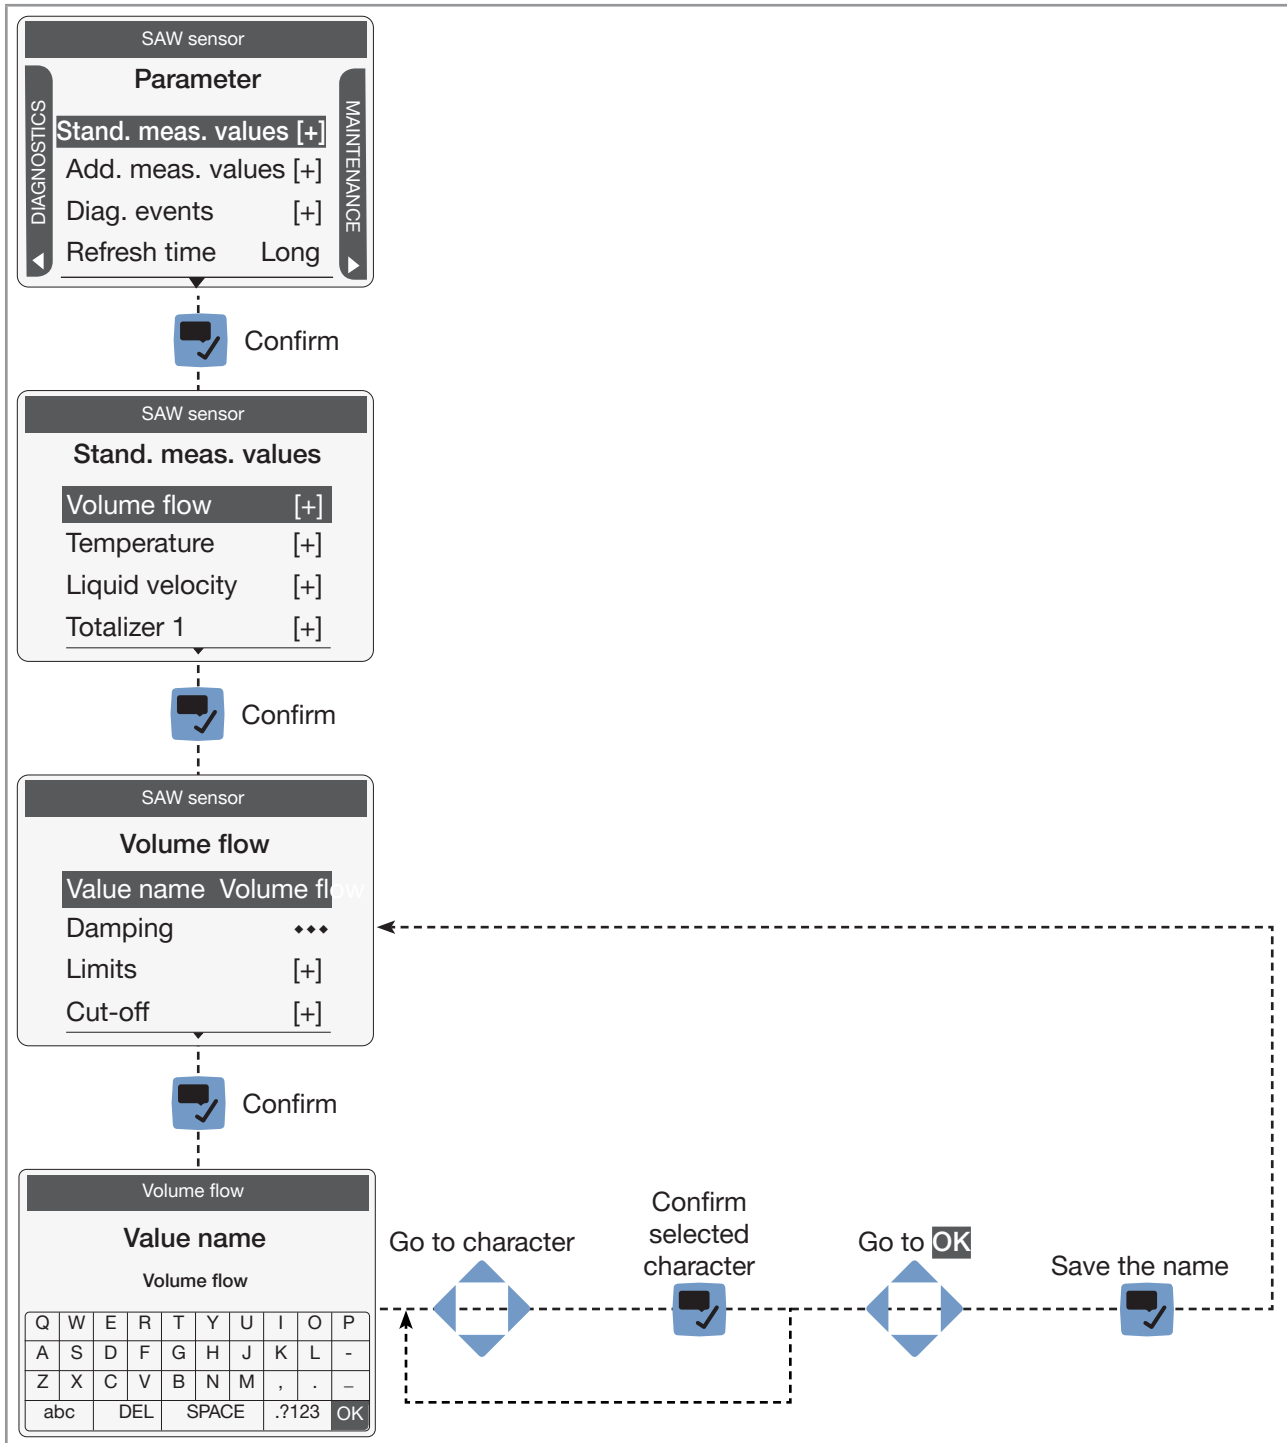 SAW sensor
Parameter
DIAGNOSTICS
MAINTENANCE
Stand. meas. values [+]
Add. meas. values [+]
Diag. events [+]
Refresh time Long
Confirm
SAW sensor
Stand. meas. values
Volume flow [+]
Temperature [+]
Liquid velocity [+]
Totalizer 1 [+]
Confirm
SAW sensor
Volume flow
Value name Volume flow
Damping
Limits [+]
Cut-off [+]
Confirm
Volume flow
Value name
Volume flow
Q W E R T Y U I O P
A S D F G H J K L -
Z X C V B N M , . _
abc DEL SPACE .?123 OK
Go to character
Confirm
selected
character
Go to OK
Save the name